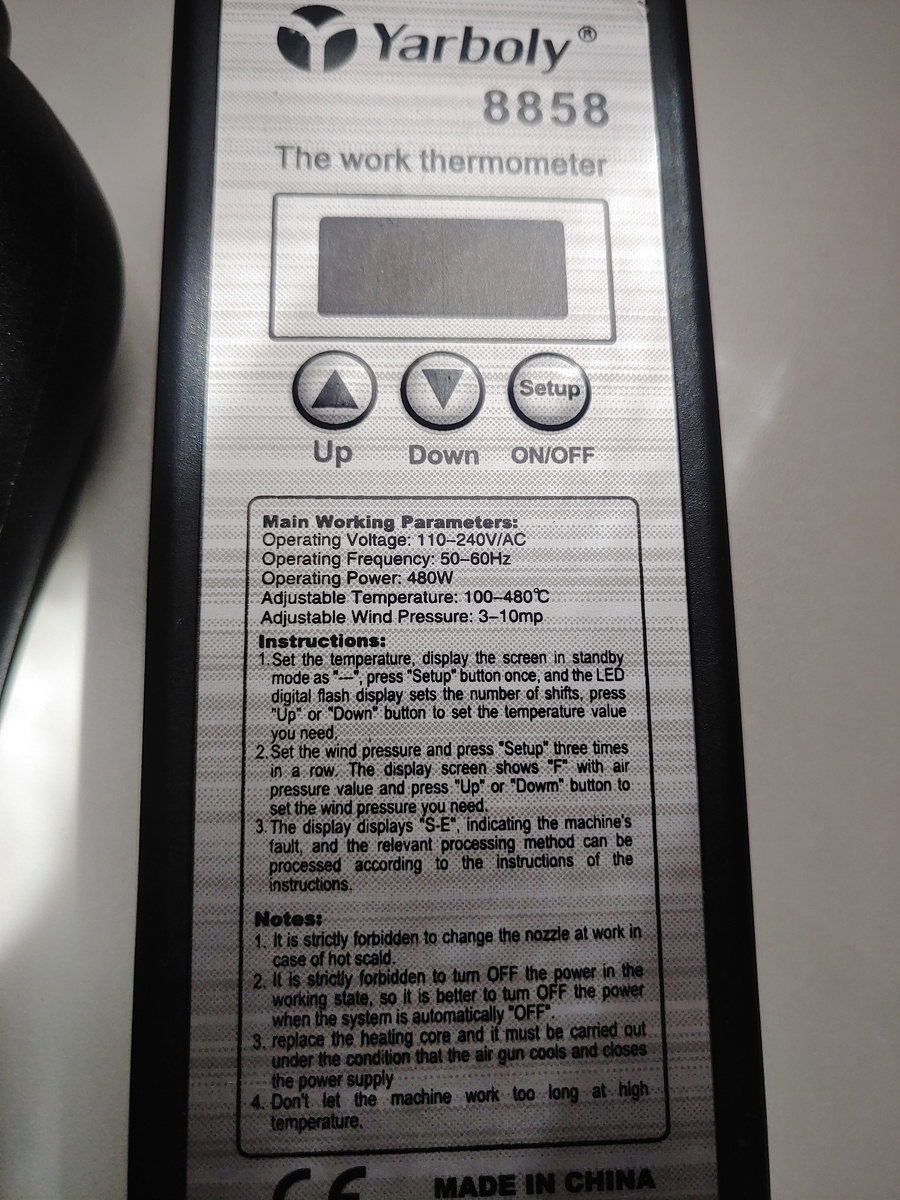 Yarboly®
8858
The work thermometer
Setup
Up Down ON/OFF
Main Working Parameters:
Operating Voltage: 110–240V/AC
Operating Frequency: 50–60Hz
Operating Power: 480W
Adjustable Temperature: 100–480℃
Adjustable Wind Pressure: 3–10mp
Instructions:
1. Set the temperature, display the screen in standby
mode as "---", press "Setup" button once, and the LED
digital flash display sets the number of shifts, press
"Up" or "Down" button to set the temperature value
you need.
2. Set the wind pressure and press "Setup" three times
in a row. The display screen shows "F" with air
pressure value and press "Up" or "Dowm" button to
set the wind pressure you need.
3. The display displays "S-E", indicating the machine's
fault, and the relevant processing method can be
processed according to the instructions of the
instructions.
Notes:
1. It is strictly forbidden to change the nozzle at work in
case of hot scald.
2. It is strictly forbidden to turn OFF the power in the
working state, so it is better to turn OFF the power
when the system is automatically "OFF".
3. replace the heating core and it must be carried out
under the condition that the air gun cools and closes
the power supply
4. Don't let the machine work too long at high
temperature.
CE MADE IN CHINA